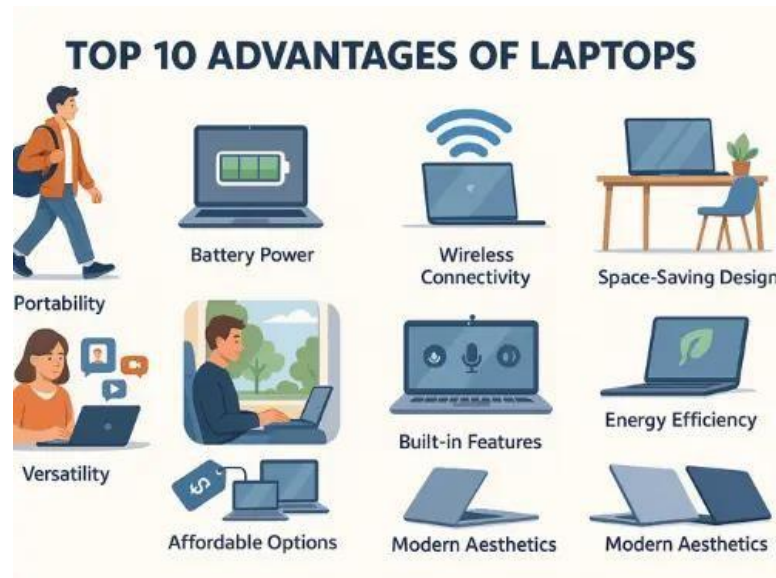 TOP 10 ADVANTAGES OF LAPTOPS
Portability
Battery Power
Wireless
Connectivity
Space-Saving Design
Versatility
Built-in Features
Energy Efficiency
$
Affordable Options
Modern Aesthetics
Modern Aesthetics